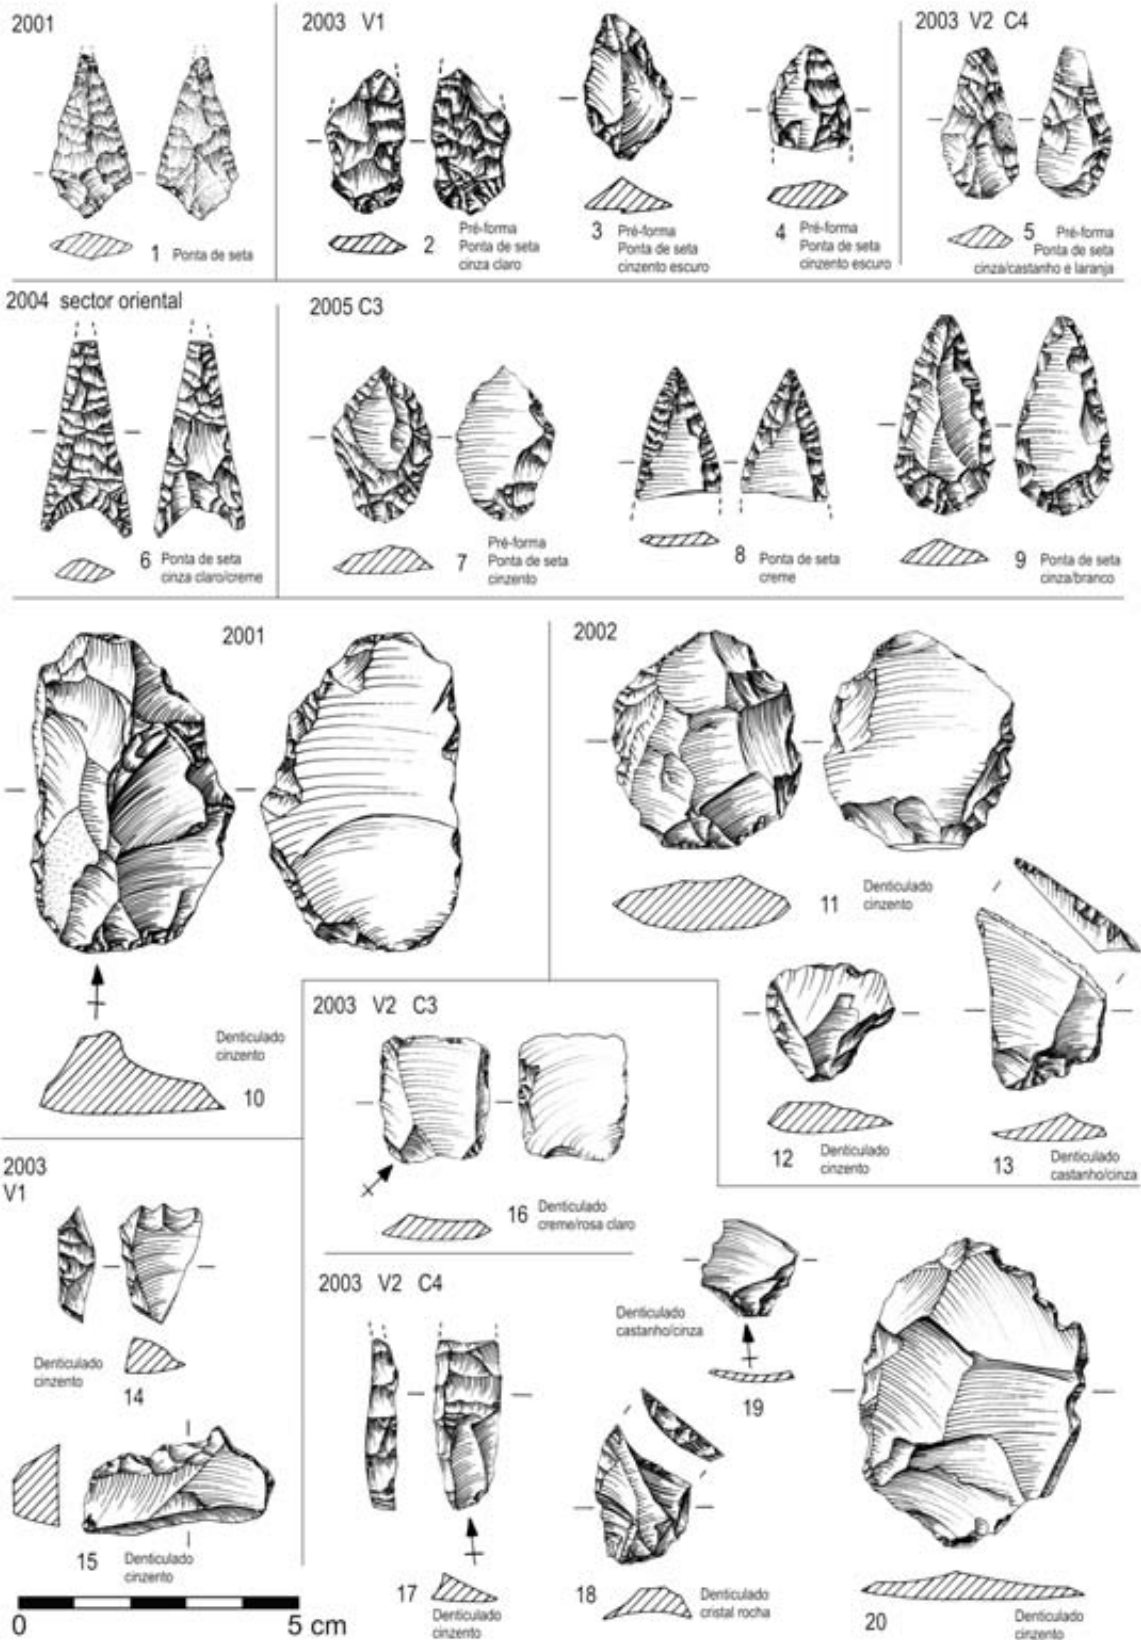 2001
1 Ponta de seta
2003 V1
2 Pré-forma
Ponta de seta
cinza claro
3 Pré-forma
Ponta de seta
cinzento escuro
4 Pré-forma
Ponta de seta
cinzento escuro
2003 V2 C4
5 Pré-forma
Ponta de seta
cinza/castanho e laranja
2004 sector oriental
6 Ponta de seta
cinza claro/creme
2005 C3
7 Pré-forma
Ponta de seta
cinzento
8 Ponta de seta
creme
9 Ponta de seta
cinza/branco
2001
Denticulado
cinzento
10
2002
11 Denticulado
cinzento
12 Denticulado
cinzento
13 Denticulado
castanho/cinza
2003
V1
Denticulado
cinzento
14
15 Denticulado
cinzento
2003 V2 C3
16 Denticulado
creme/rosa claro
2003 V2 C4
17
Denticulado
cinzento
18 Denticulado
cristal rocha
Denticulado
castanho/cinza
19
20 Denticulado
cinzento
0 5 cm